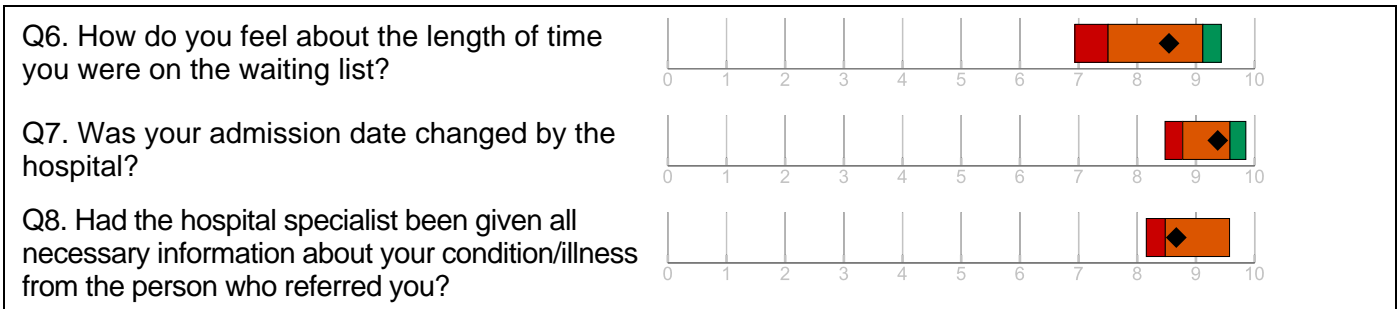 Q6. How do you feel about the length of time
you were on the waiting list?
0 1 2 3 4 5 6 7 8 9 10
Q7. Was your admission date changed by the
hospital?
0 1 2 3 4 5 6 7 8 9 10
Q8. Had the hospital specialist been given all
necessary information about your condition/illness
from the person who referred you?
0 1 2 3 4 5 6 7 8 9 10